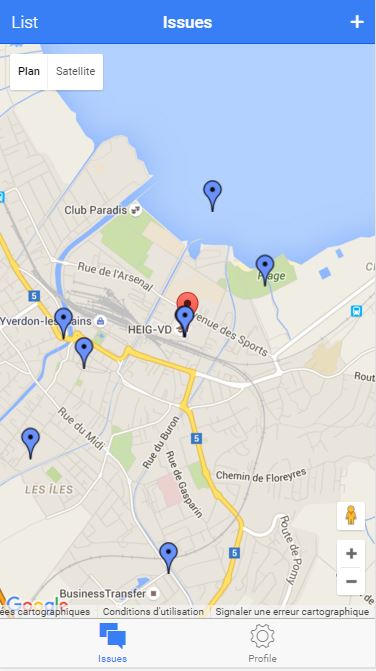 List Issues +
Plan Satellite
Club Paradis
Rue de l'Arsenal
Plage
5
Avenue des Sports
Yverdon-les-Bains
HEIG-VD
Rout
Rue du Midi
Rue du Buron
5
Rue de Gasparin
Chemin de Floreyres
LES ÎLES
Route de Pomy
5
BusinessTransfer
Google
ées cartographiques Conditions d'utilisation Signaler une erreur cartographique
Issues Profile